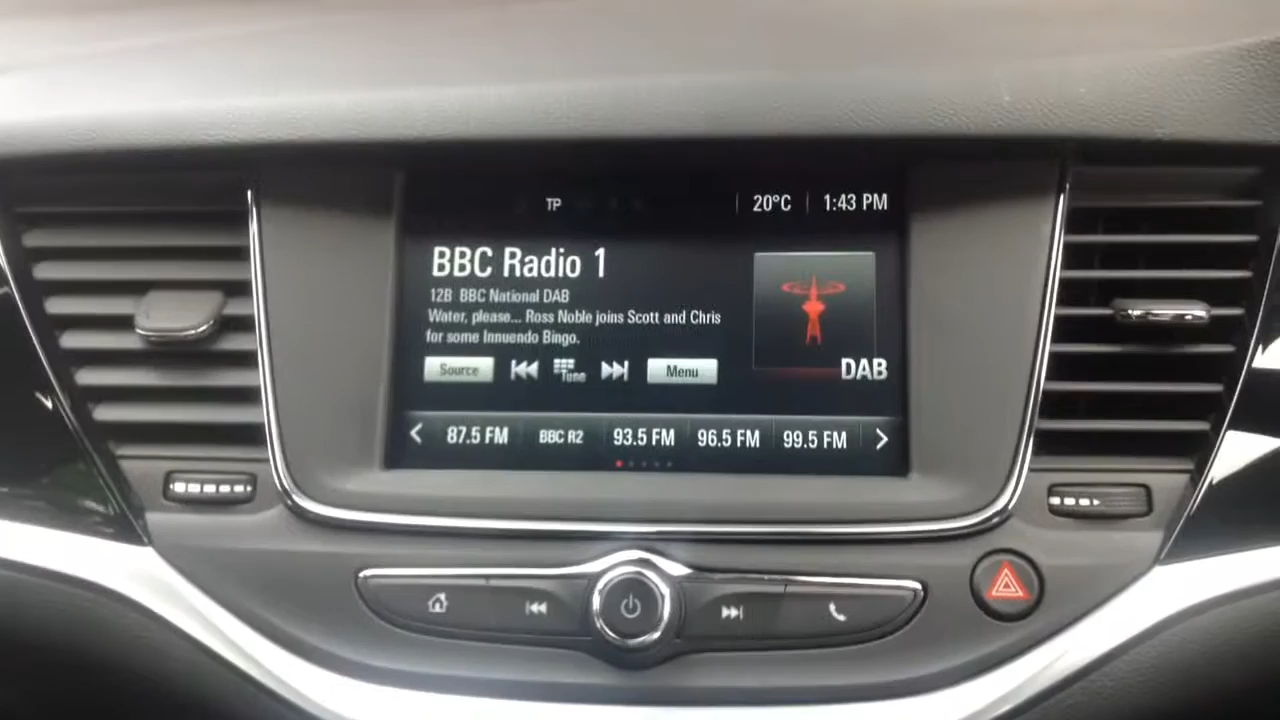 TP 20°C 1:43 PM
BBC Radio 1
12B BBC National DAB
Water, please... Ross Noble joins Scott and Chris
for some Innuendo Bingo.
Source Tune Menu
DAB
87.5 FM BBC R2 93.5 FM 96.5 FM 99.5 FM